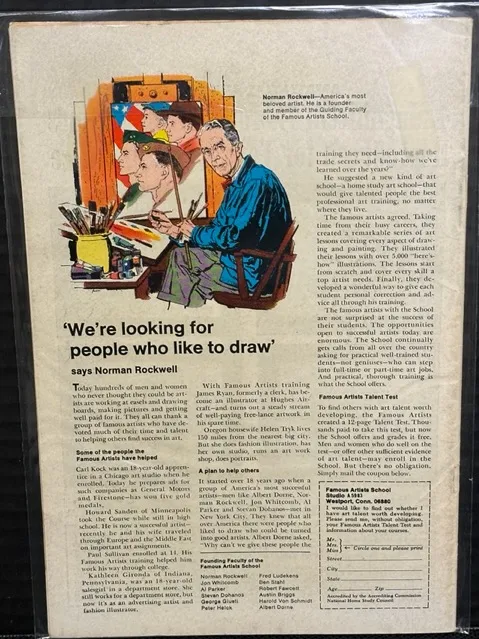 Norman Rockwell—America's most
beloved artist. He is a founder
and member of the Guiding Faculty
of the Famous Artists School.
'We're looking for
people who like to draw'
says Norman Rockwell
Today hundreds of men and women
who never thought they could be art-
ists are working at easels and drawing
boards, making pictures and getting
well paid for it. They all can thank a
group of famous artists who have de-
voted much of their time and talent
to helping others find success in art.
Some of the people the
Famous Artists have helped
Carl Kock was an 18-year-old appren-
tice in a Chicago art studio when he
enrolled. Today he prepares ads for
such companies as General Motors
and Firestone—has won five gold
medals.
Howard Sanden of Minneapolis
took the Course while still in high
school. He is now a successful artist—
recently he and his wife traveled
through Europe and the Middle East
on important art assignments.
Paul Sullivan enrolled at 14. His
Famous Artists training helped him
work his way through college.
Kathleen Givonda of Indiana,
Pennsylvania, was an 18-year-old
salesgirl in a department store. She
still works for a department store, but
now it's as an advertising artist and
fashion illustrator.
With Famous Artists training
James Ryan, formerly a clerk, has be-
come an illustrator at Hughes Air-
craft—and turns out a steady stream
of well-paying free-lance artwork in
his spare time.
Oregon housewife Helen Tryk lives
150 miles from the nearest big city.
But she does fashion illustration, has
her own studio, runs an art work
shop, does portraits.
A plan to help others
It started over 18 years ago when a
group of America's most successful
artists—men like Albert Dorne, Nor-
man Rockwell, Jon Whitcomb, Al
Parker and Stevan Dohanos—met in
New York City. They knew that all
over America there were people who
liked to draw who could be turned
into good artists. Albert Dorne asked,
"Why can't we give these people the
Founding Faculty of the
Famous Artists School
Norman Rockwell
Jon Whitcomb
Al Parker
Stevan Dohanos
George Giusti
Peter Helck
Fred Ludekens
Ben Stahl
Robert Fawcett
Austin Briggs
Harold Von Schmidt
Albert Dorne
training they need—including all the
trade secrets and know-how we've
learned over the years?"
He suggested a new kind of art
school—a home study art school—that
would give talented people the best
professional art training, no matter
where they live.
The famous artists agreed. Taking
time from their busy careers, they
created a remarkable series of art
lessons covering every aspect of draw-
ing and painting. They illustrated
their lessons with over 5,000 "here's-
how" illustrations. The lessons start
from scratch and cover every skill a
top artist needs. Finally, they de-
veloped a wonderful way to give each
student personal correction and ad-
vice all through his training.
The famous artists with the School
are not surprised at the success of
their students. The opportunities
open to successful artists today are
enormous. The School continually
gets calls from all over the country
asking for practical well-trained stu-
dents—not geniuses—who can step
into full-time or part-time art jobs.
And practical, thorough training is
what the School offers.
Famous Artists Talent Test
To find others with art talent worth
developing, the Famous Artists
created a 12-page Talent Test. Thou-
sands paid to take this test, but now
the School offers and grades it free.
Men and women who do well on the
test—or offer other sufficient evidence
of art talent—may enroll in the
School. But there's no obligation.
Simply mail the coupon below.
Famous Artists School
Studio
Westport, Conn. 06880
I would like to find out whether I
have art talent worth developing.
Please send me, without obligation,
your Famous Artists Talent Test and
information about your courses.
Mr.
Mrs.
Miss
Circle one and please print
Street
City
State
Age Zip
Accredited by the Accrediting Commission
National Home Study Council